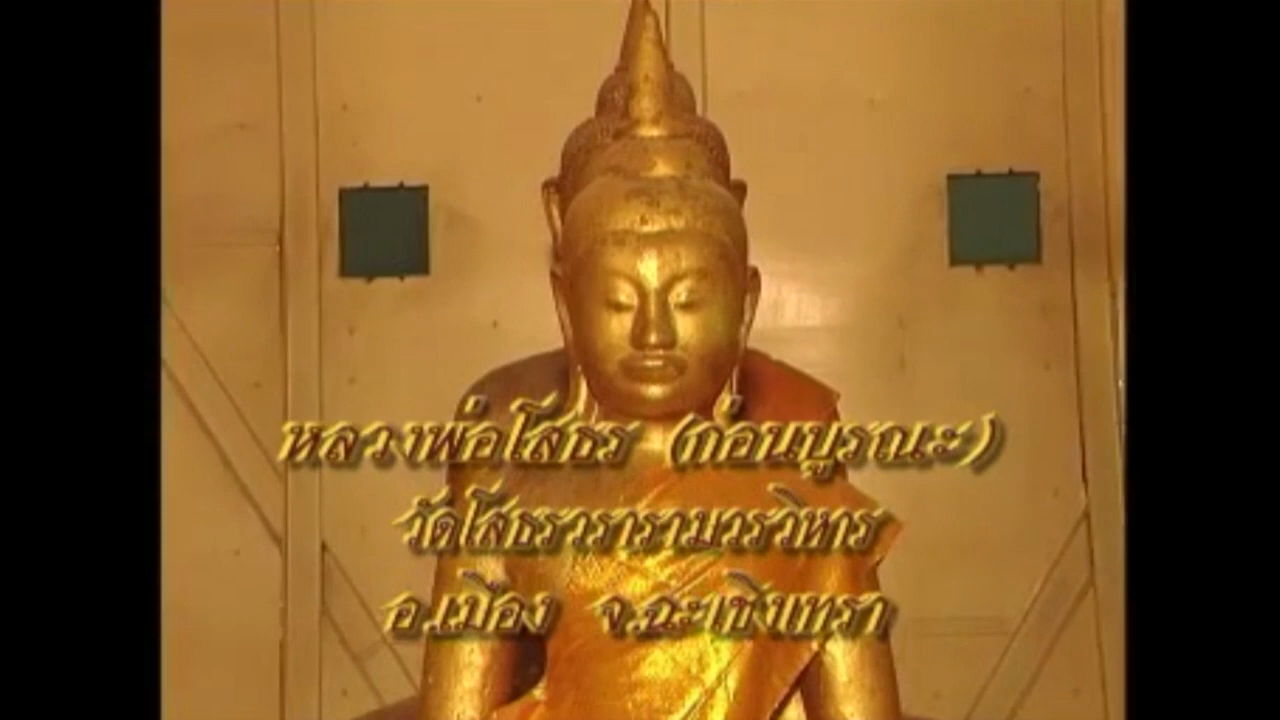 หลวงพ่อโสธร (ก่อนบูรณะ)
วัดโสธรวรารามวรวิหาร
อ.เมือง จ.ฉะเชิงเทรา